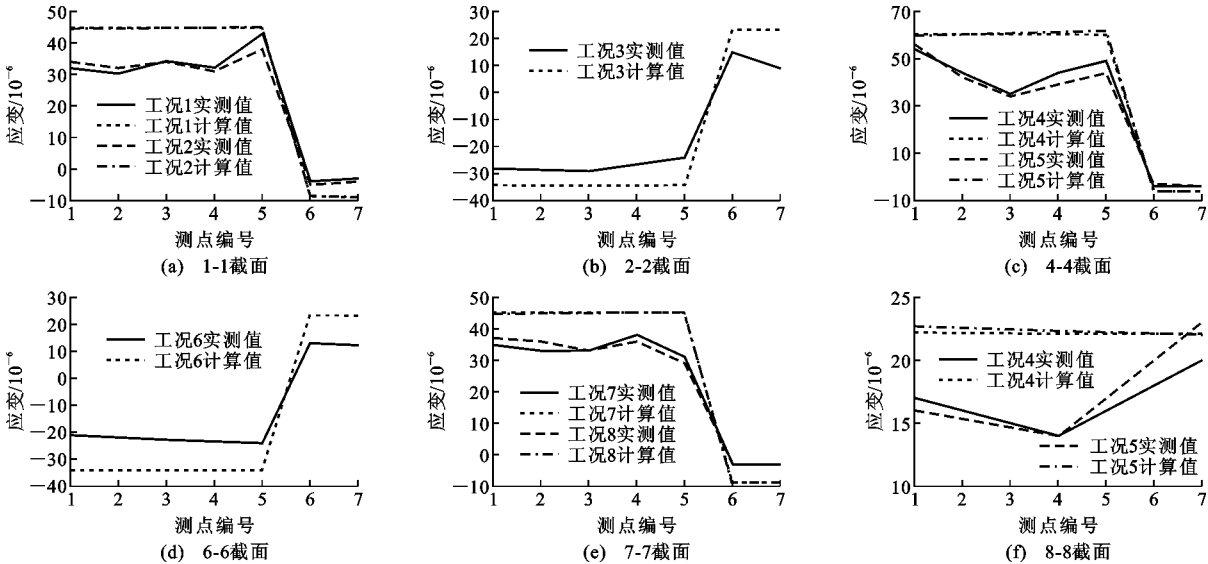 50
40
30
20
10
0
−10
应变/10⁻⁶
工况1实测值
工况1计算值
工况2实测值
工况2计算值
1 2 3 4 5 6 7
测点编号
(a) 1-1截面
30
20
10
0
−10
−20
−30
−40
应变/10⁻⁶
工况3实测值
工况3计算值
1 2 3 4 5 6 7
测点编号
(b) 2-2截面
70
50
30
10
−10
应变/10⁻⁶
工况4实测值
工况4计算值
工况5实测值
工况5计算值
1 2 3 4 5 6 7
测点编号
(c) 4-4截面
30
20
10
0
−10
−20
−30
−40
应变/10⁻⁶
工况6实测值
工况6计算值
1 2 3 4 5 6 7
测点编号
(d) 6-6截面
50
40
30
20
10
0
−10
应变/10⁻⁶
工况7实测值
工况7计算值
工况8实测值
工况8计算值
1 2 3 4 5 6 7
测点编号
(e) 7-7截面
25
20
15
10
应变/10⁻⁶
工况4实测值
工况4计算值
工况5实测值
工况5计算值
1 2 3 4 5 6 7
测点编号
(f) 8-8截面